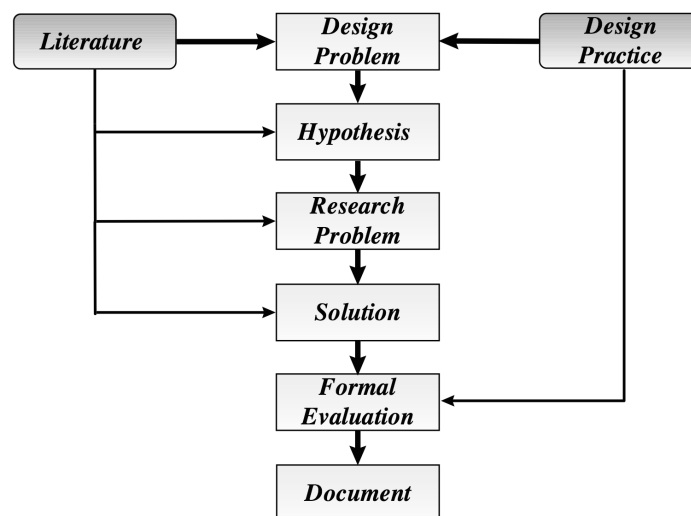 Literature
Design
Problem
Design
Practice
Hypothesis
Research
Problem
Solution
Formal
Evaluation
Document